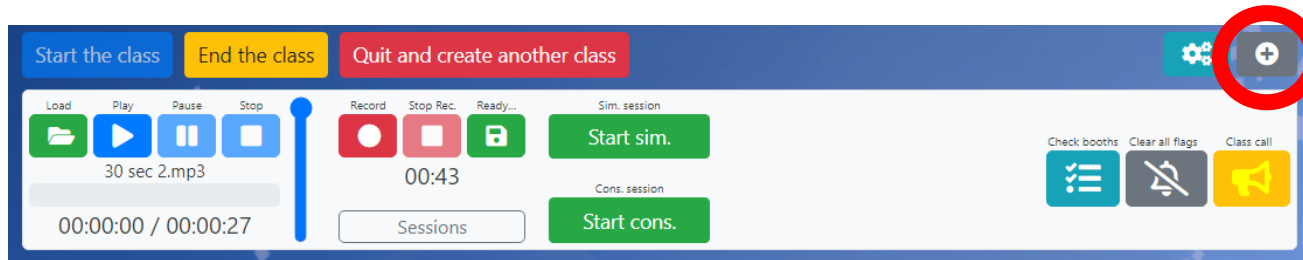 Start the class End the class Quit and create another class
Load Play Pause Stop Record Stop Rec. Ready... Sim. session
Start sim.
Check booths Clear all flags Class call
30 sec 2.mp3 00:43
Cons. session
00:00:00 / 00:00:27 Sessions Start cons.